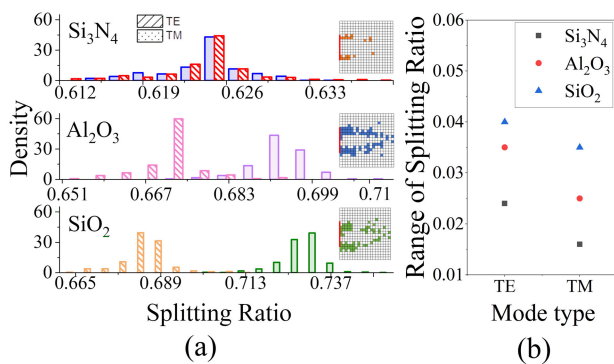 (a)
TE
TM
Si₃N₄
60
30
0
0.612 0.619 0.626 0.633
Density
Al₂O₃
60
30
0
0.651 0.667 0.683 0.699 0.71
SiO₂
60
30
0
0.665 0.689 0.713 0.737
Splitting Ratio
(a)
Range of Splitting Ratio
0.06
0.05
0.04
0.03
0.02
0.01
Si₃N₄
Al₂O₃
SiO₂
TE TM
Mode type
(b)